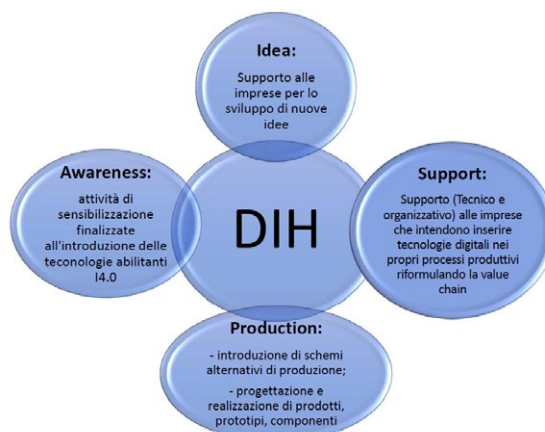 Idea:
Supporto alle
imprese per lo
sviluppo di nuove
idee
Awareness:
attività di
sensibilizzazione
finalizzate
all'introduzione delle
teconologie abilitanti
I4.0
DIH
Support:
Supporto (Tecnico e
organizzativo) alle imprese
che intendono inserire
tecnologie digitali nei
propri processi produttivi
riformulando la value
chain
Production:
- introduzione di schemi
alternativi di produzione;
- progettazione e
realizzazione di prodotti,
prototipi, componenti